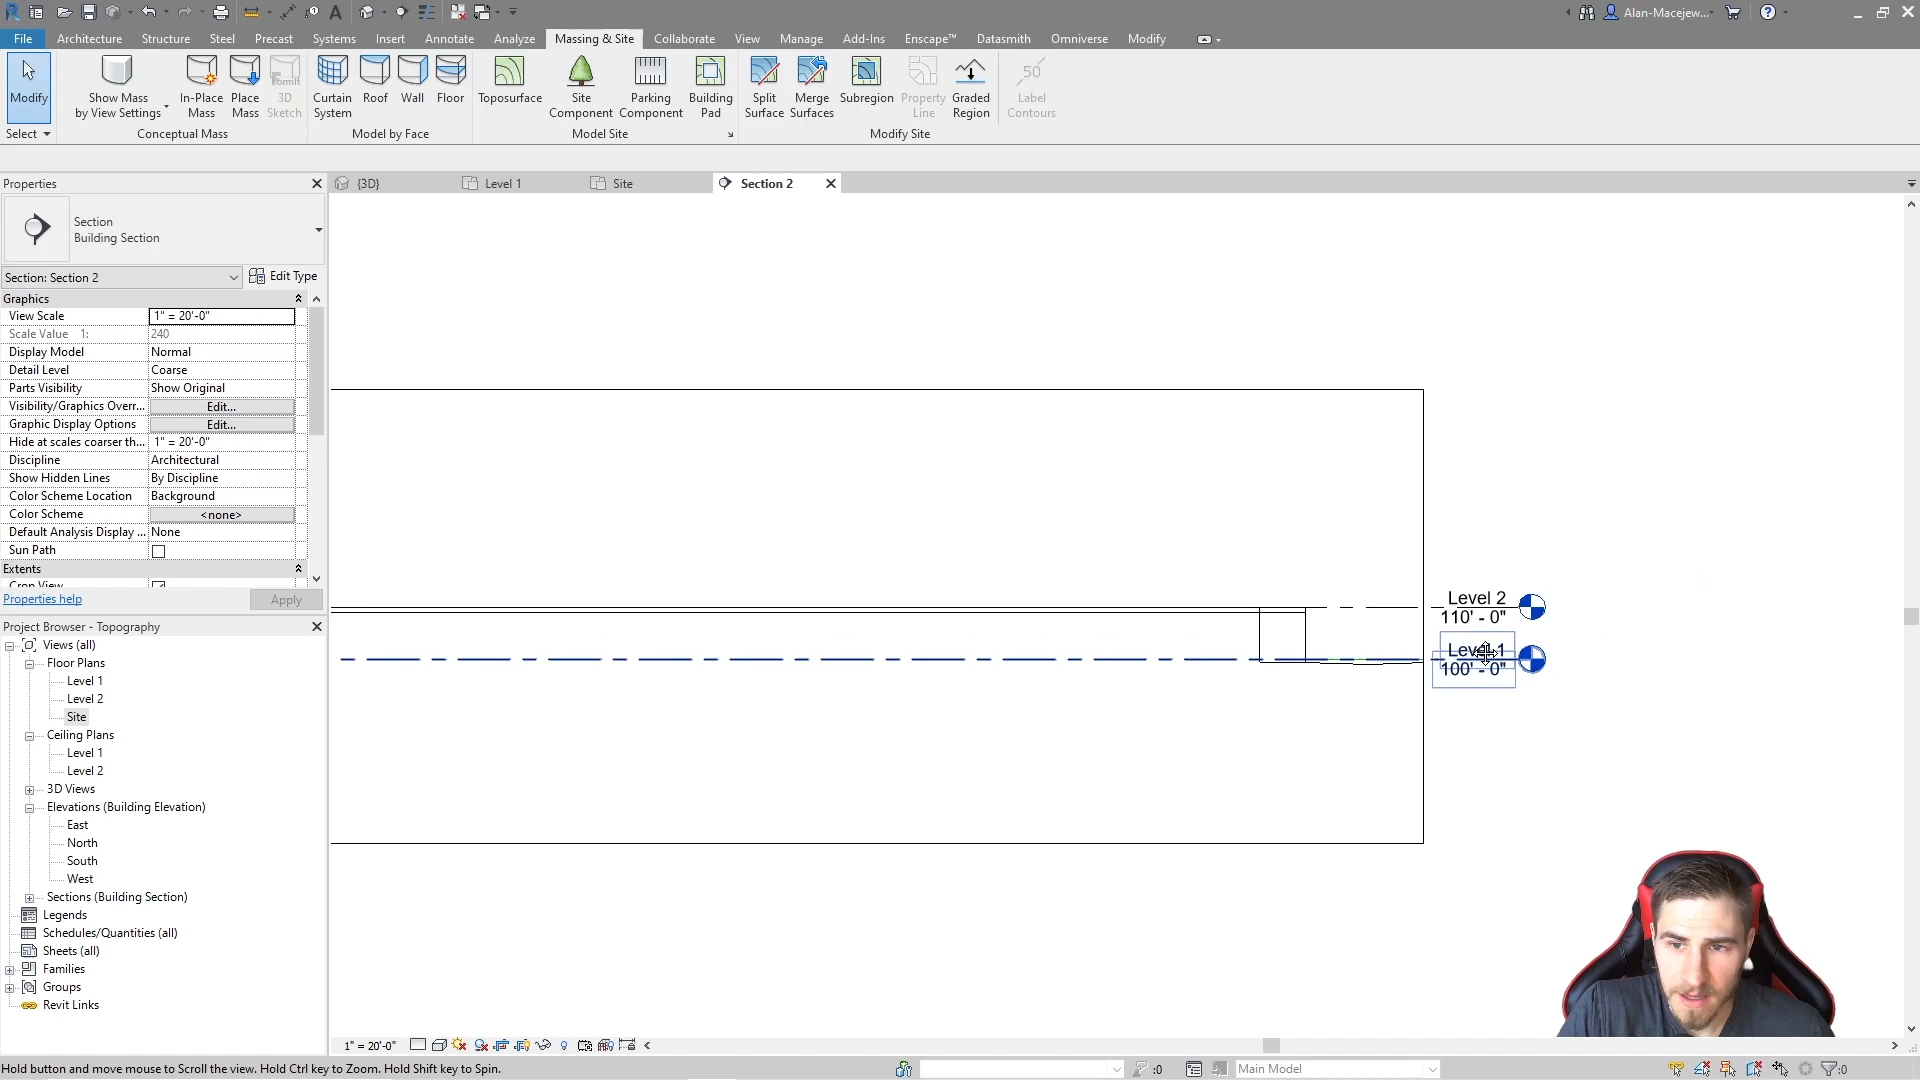 Alan-Macejew...
File Architecture Structure Steel Precast Systems Insert Annotate Analyze Massing & Site Collaborate View Manage Add-Ins Enscape™ Datasmith Omniverse Modify
Modify
Show Mass
by View Settings
In-Place
Mass
Place
Mass
3D
Sketch
Curtain
System
Roof
Wall
Floor
Toposurface
Site
Component
Parking
Component
Building
Pad
Split
Surface
Merge
Surfaces
Subregion
Property
Line
Graded
Region
50
Label
Contours
Select
Conceptual Mass
Model by Face
Model Site
Modify Site
Properties
{3D}
Level 1
Site
Section 2
Section
Building Section
Section: Section 2
Edit Type
Graphics
View Scale 1" = 20'-0"
Scale Value 1: 240
Display Model Normal
Detail Level Coarse
Parts Visibility Show Original
Visibility/Graphics Overr... Edit...
Graphic Display Options Edit...
Hide at scales coarser th... 1" = 20'-0"
Discipline Architectural
Show Hidden Lines By Discipline
Color Scheme Location Background
Color Scheme <none>
Default Analysis Display ... None
Sun Path
Extents
Crop View
Properties help
Apply
Project Browser - Topography
Views (all)
Floor Plans
Level 1
Level 2
Site
Ceiling Plans
Level 1
Level 2
3D Views
Elevations (Building Elevation)
East
North
South
West
Sections (Building Section)
Legends
Schedules/Quantities (all)
Sheets (all)
Families
Groups
Revit Links
Level 2
110' - 0"
Level 1
100' - 0"
1" = 20'-0"
Hold button and move mouse to Scroll the view. Hold Ctrl key to Zoom. Hold Shift key to Spin.
:0
Main Model
:0